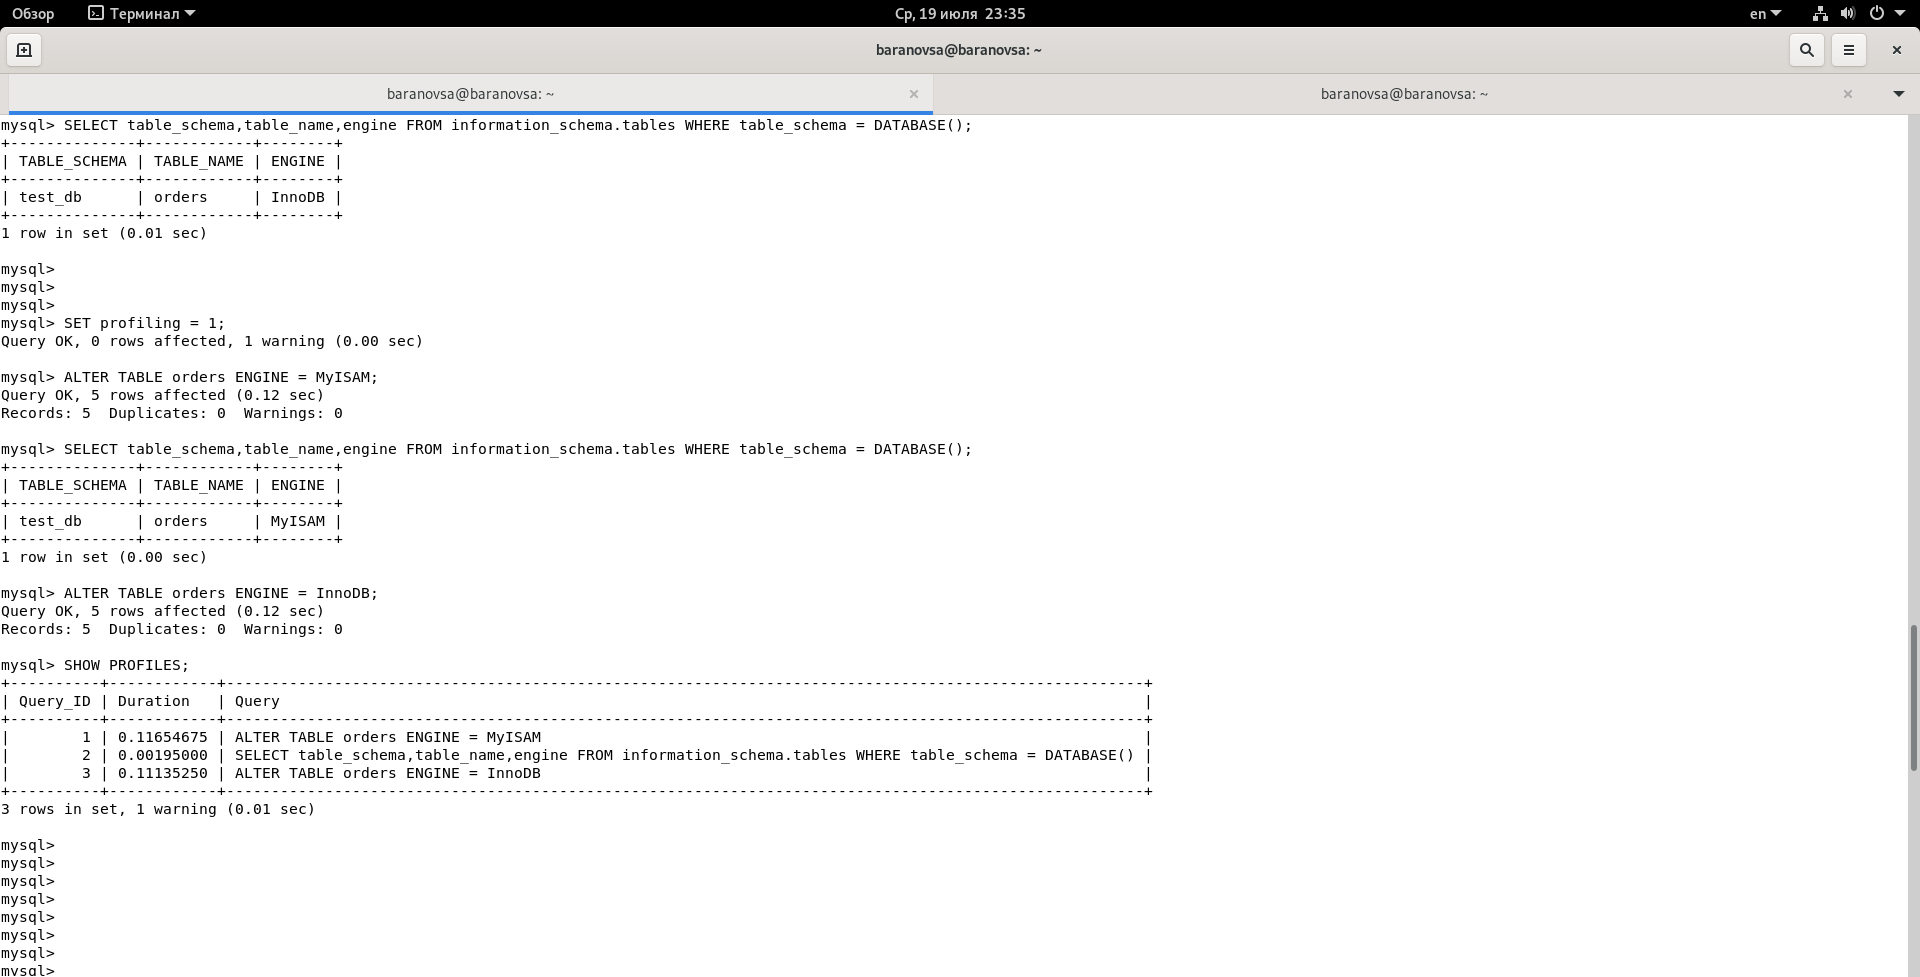 Обзор Терминал Ср, 19 июля 23:35 en
baranovsa@baranovsa: ~
baranovsa@baranovsa: ~ baranovsa@baranovsa: ~
mysql> SELECT table_schema,table_name,engine FROM information_schema.tables WHERE table_schema = DATABASE();
+--------------+------------+--------+
| TABLE_SCHEMA | TABLE_NAME | ENGINE |
+--------------+------------+--------+
| test_db      | orders     | InnoDB |
+--------------+------------+--------+
1 row in set (0.01 sec)

mysql>
mysql>
mysql>
mysql> SET profiling = 1;
Query OK, 0 rows affected, 1 warning (0.00 sec)

mysql> ALTER TABLE orders ENGINE = MyISAM;
Query OK, 5 rows affected (0.12 sec)
Records: 5  Duplicates: 0  Warnings: 0

mysql> SELECT table_schema,table_name,engine FROM information_schema.tables WHERE table_schema = DATABASE();
+--------------+------------+--------+
| TABLE_SCHEMA | TABLE_NAME | ENGINE |
+--------------+------------+--------+
| test_db      | orders     | MyISAM |
+--------------+------------+--------+
1 row in set (0.00 sec)

mysql> ALTER TABLE orders ENGINE = InnoDB;
Query OK, 5 rows affected (0.12 sec)
Records: 5  Duplicates: 0  Warnings: 0

mysql> SHOW PROFILES;
+----------+------------+------------------------------------------------------------------------------------------------------+
| Query_ID | Duration   | Query                                                                                                |
+----------+------------+------------------------------------------------------------------------------------------------------+
|        1 | 0.11654675 | ALTER TABLE orders ENGINE = MyISAM                                                                   |
|        2 | 0.00195000 | SELECT table_schema,table_name,engine FROM information_schema.tables WHERE table_schema = DATABASE() |
|        3 | 0.11135250 | ALTER TABLE orders ENGINE = InnoDB                                                                   |
+----------+------------+------------------------------------------------------------------------------------------------------+
3 rows in set, 1 warning (0.01 sec)

mysql>
mysql>
mysql>
mysql>
mysql>
mysql>
mysql>
mysql>